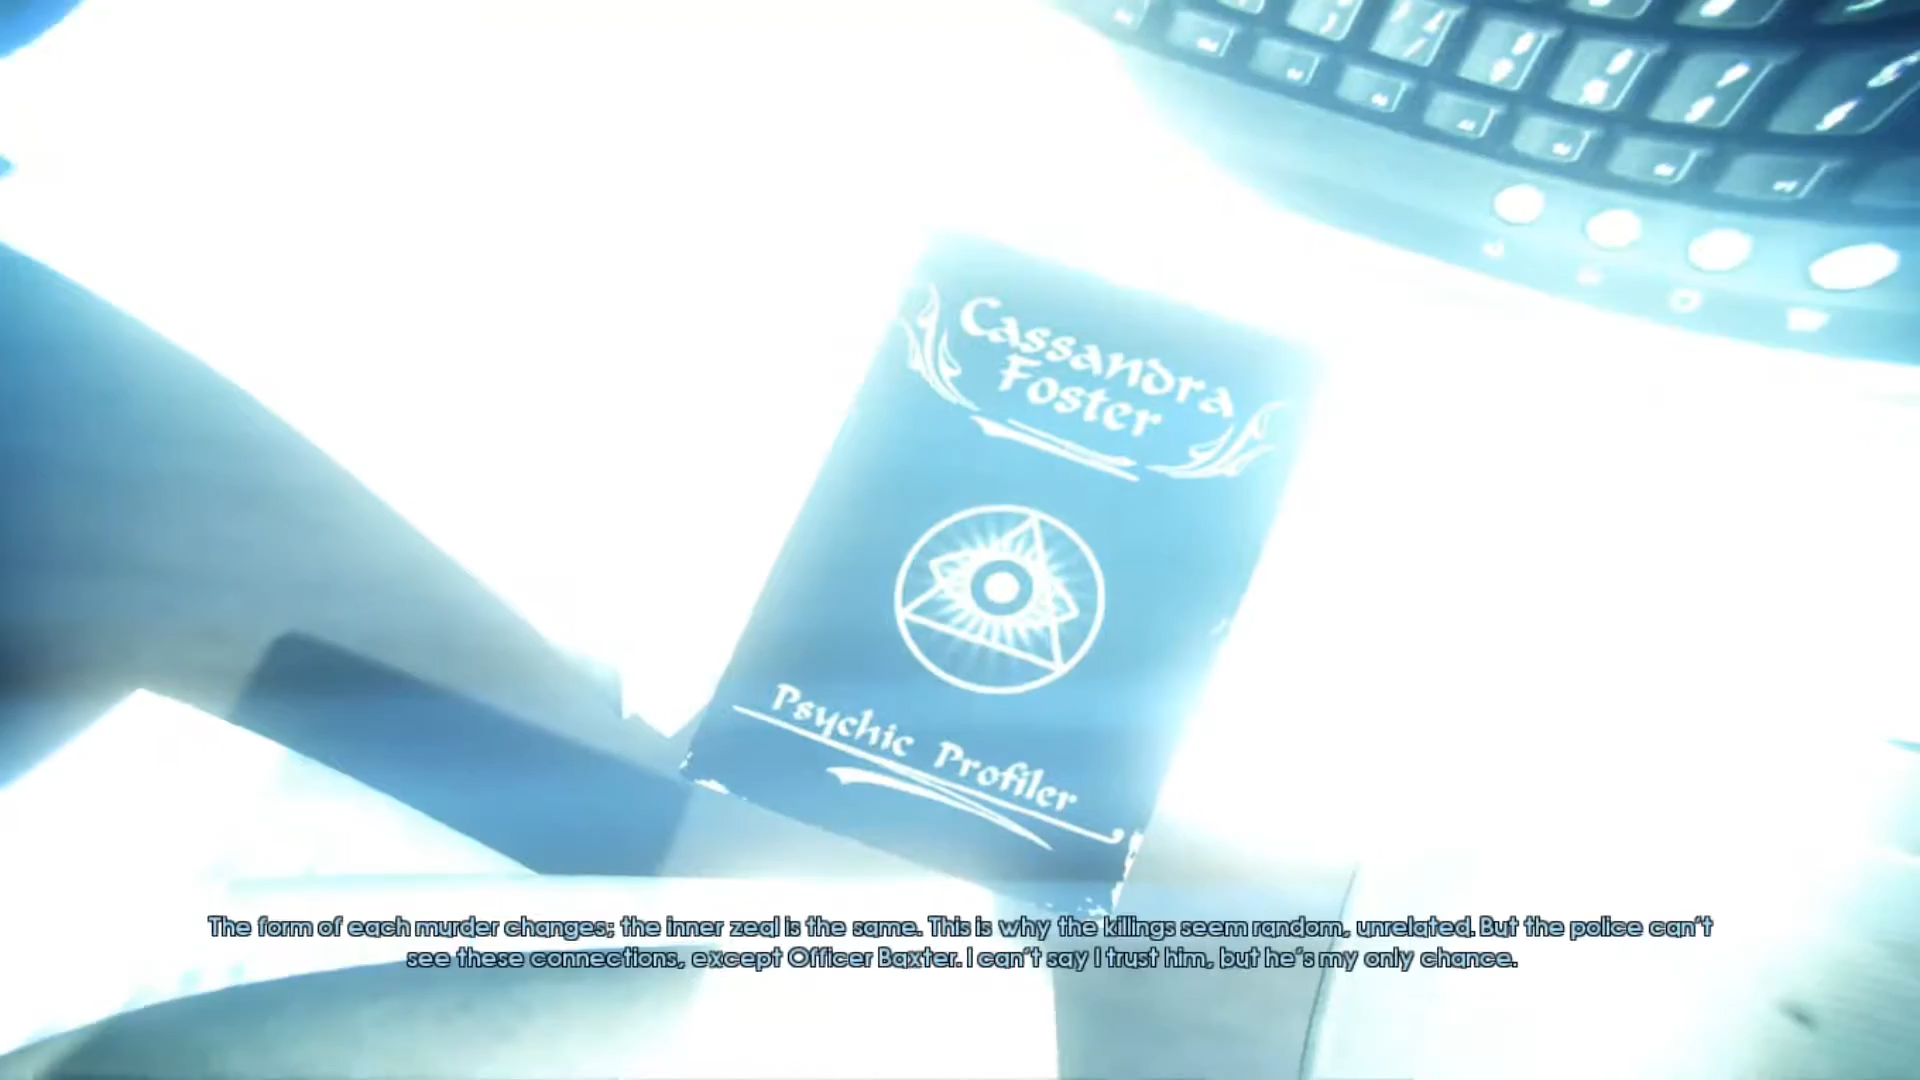 Cassandra
Foster
Psychic Profiler
The form of each murder changes; the inner zeal is the same. This is why the killings seem random, unrelated. But the police can't
see these connections, except Officer Baxter. I can't say I trust him, but he's my only chance.